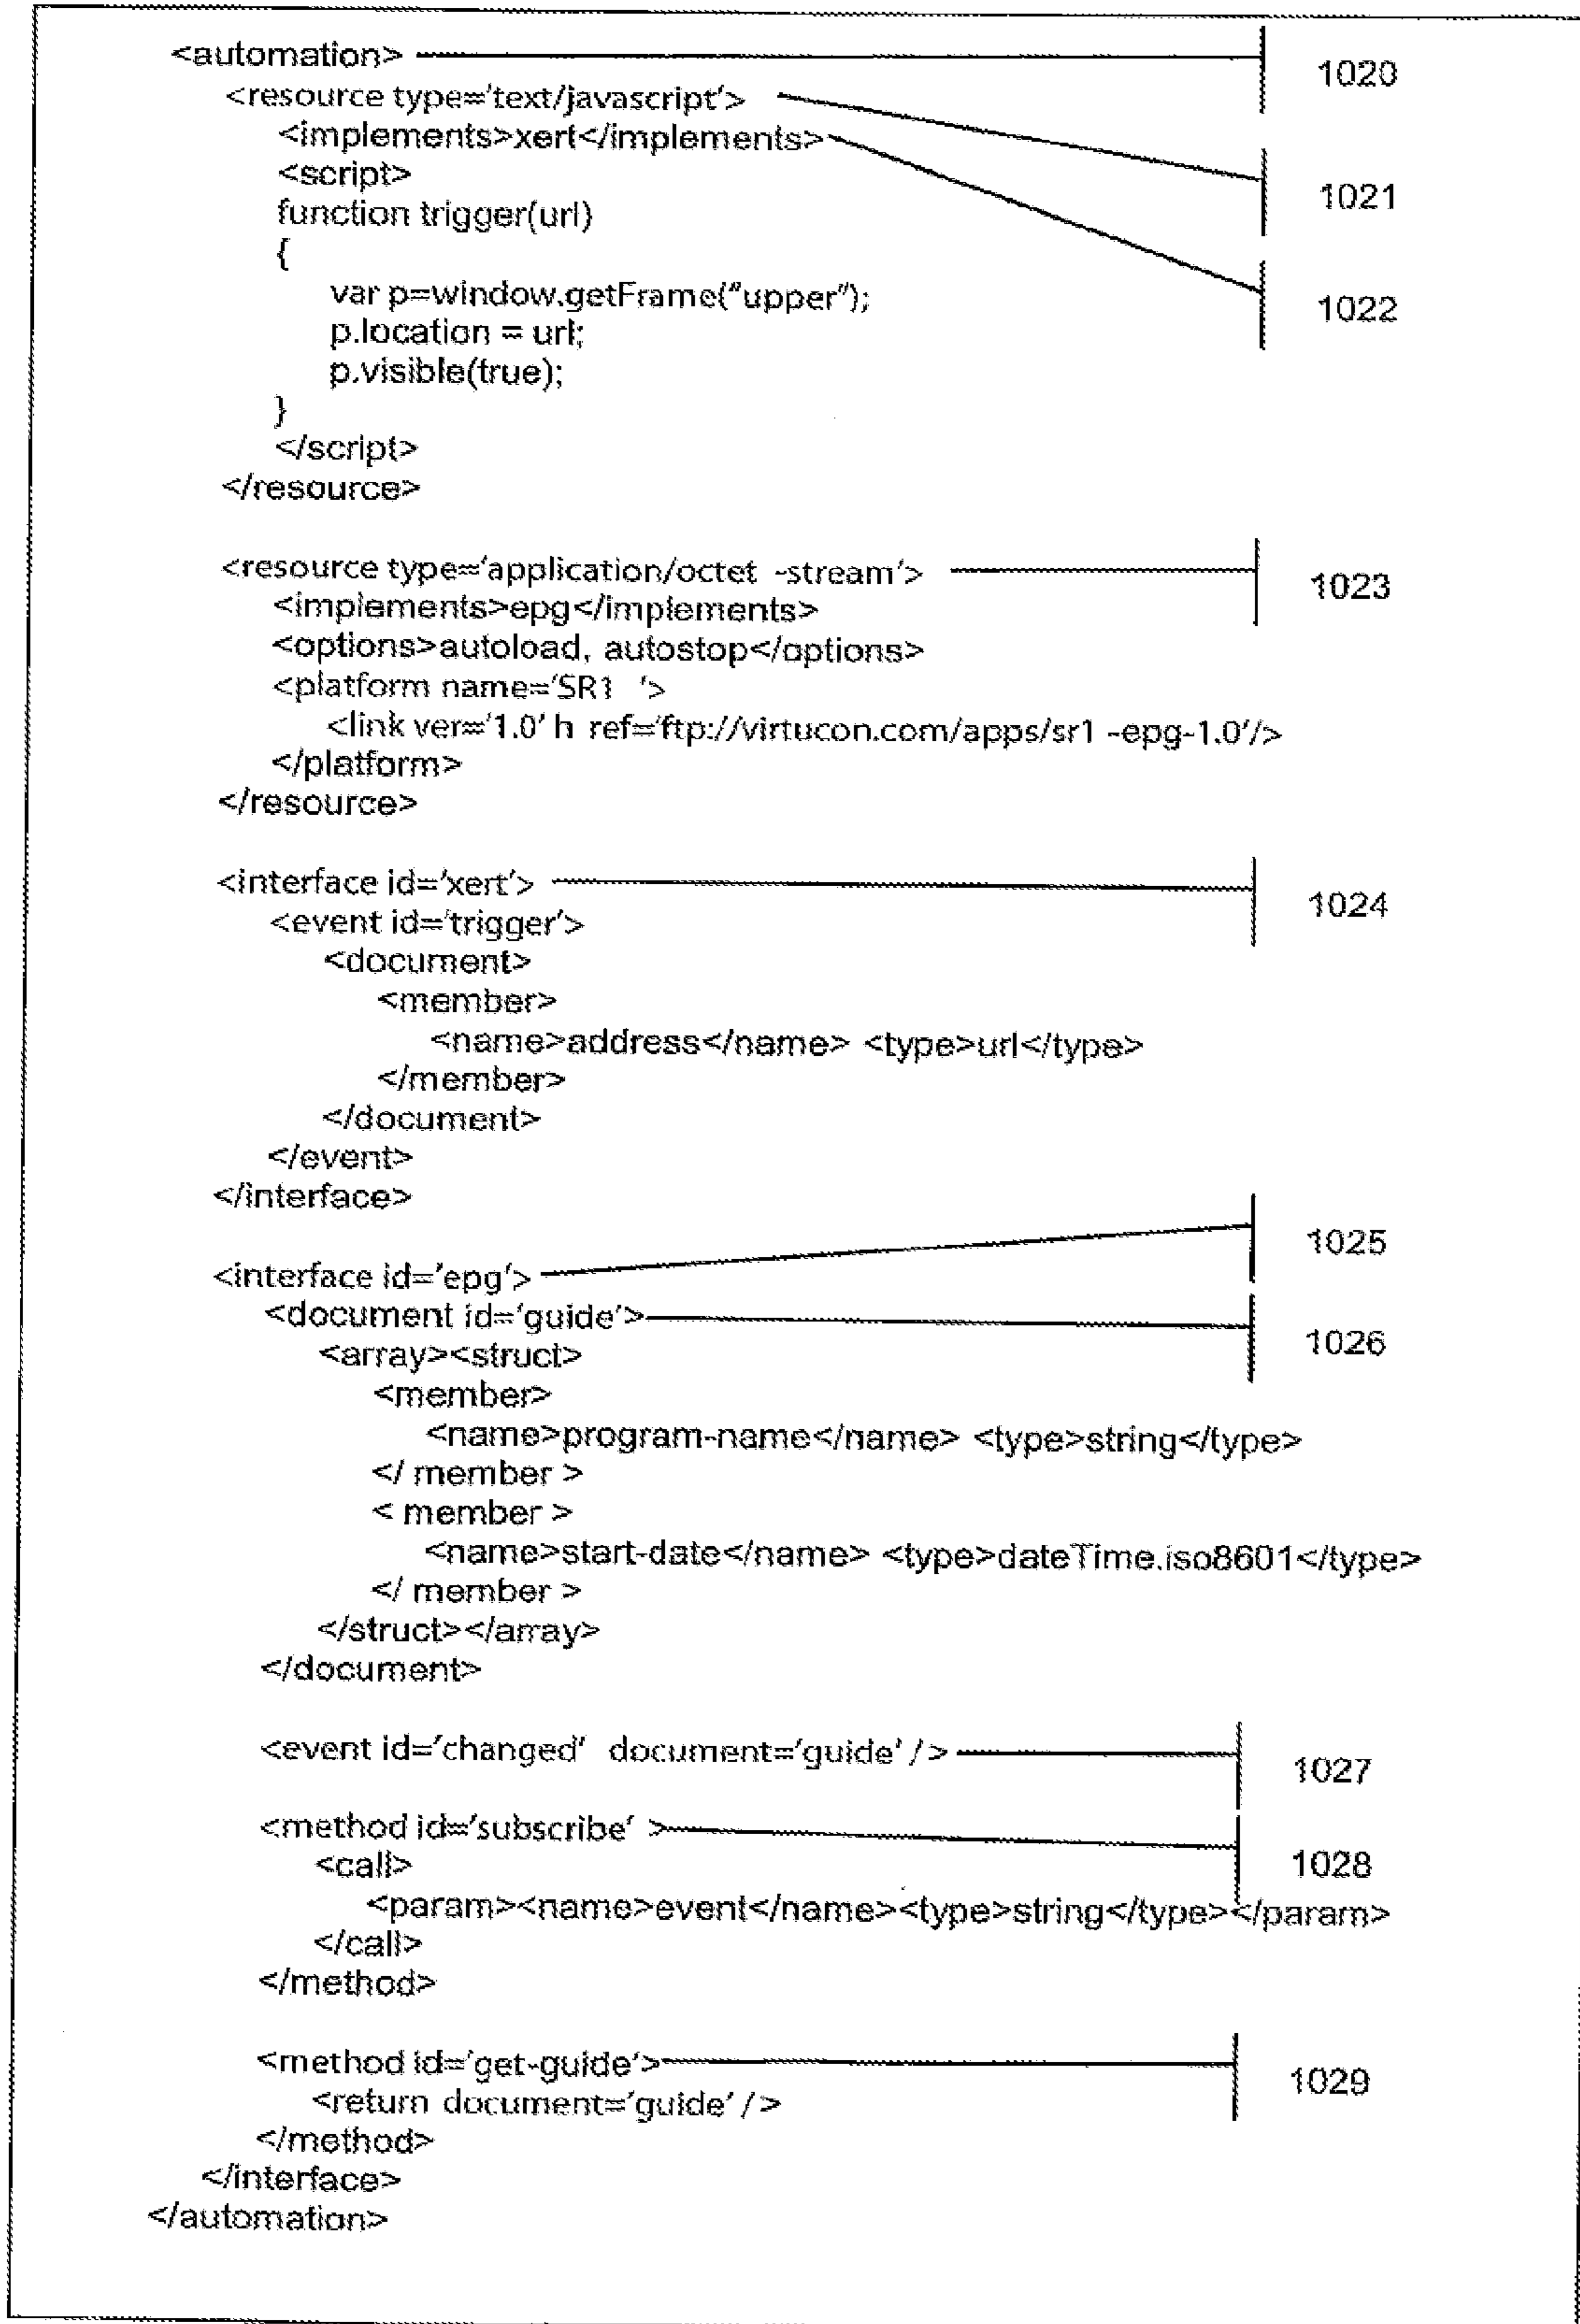 <automation> 1020
<resource type='text/javascript'>
<implements>xert</implements>
<script> 1021
function trigger(url)
{
var p=window.getFrame("upper"); 1022
p.location = url;
p.visible(true);
}
</script>
</resource>
<resource type='application/octet -stream'> 1023
<implements>epg</implements>
<options>autoload, autostop</options>
<platform name='SR1 '>
<link ver='1.0' h ref='ftp://virtucon.com/apps/sr1 -epg-1.0'/>
</platform>
</resource>
<interface id='xert'> 1024
<event id='trigger'>
<document>
<member>
<name>address</name> <type>url</type>
</member>
</document>
</event>
</interface>
1025
<interface id='epg'>
<document id='guide'> 1026
<array><struct>
<member>
<name>program-name</name> <type>string</type>
</ member >
< member >
<name>start-date</name> <type>dateTime.iso8601</type>
</ member >
</struct></array>
</document>
<event id='changed' document='guide' /> 1027
<method id='subscribe' > 1028
<call>
<param><name>event</name><type>string</type></param>
</call>
</method>
<method id='get-guide'> 1029
<return document='guide' />
</method>
</interface>
</automation>